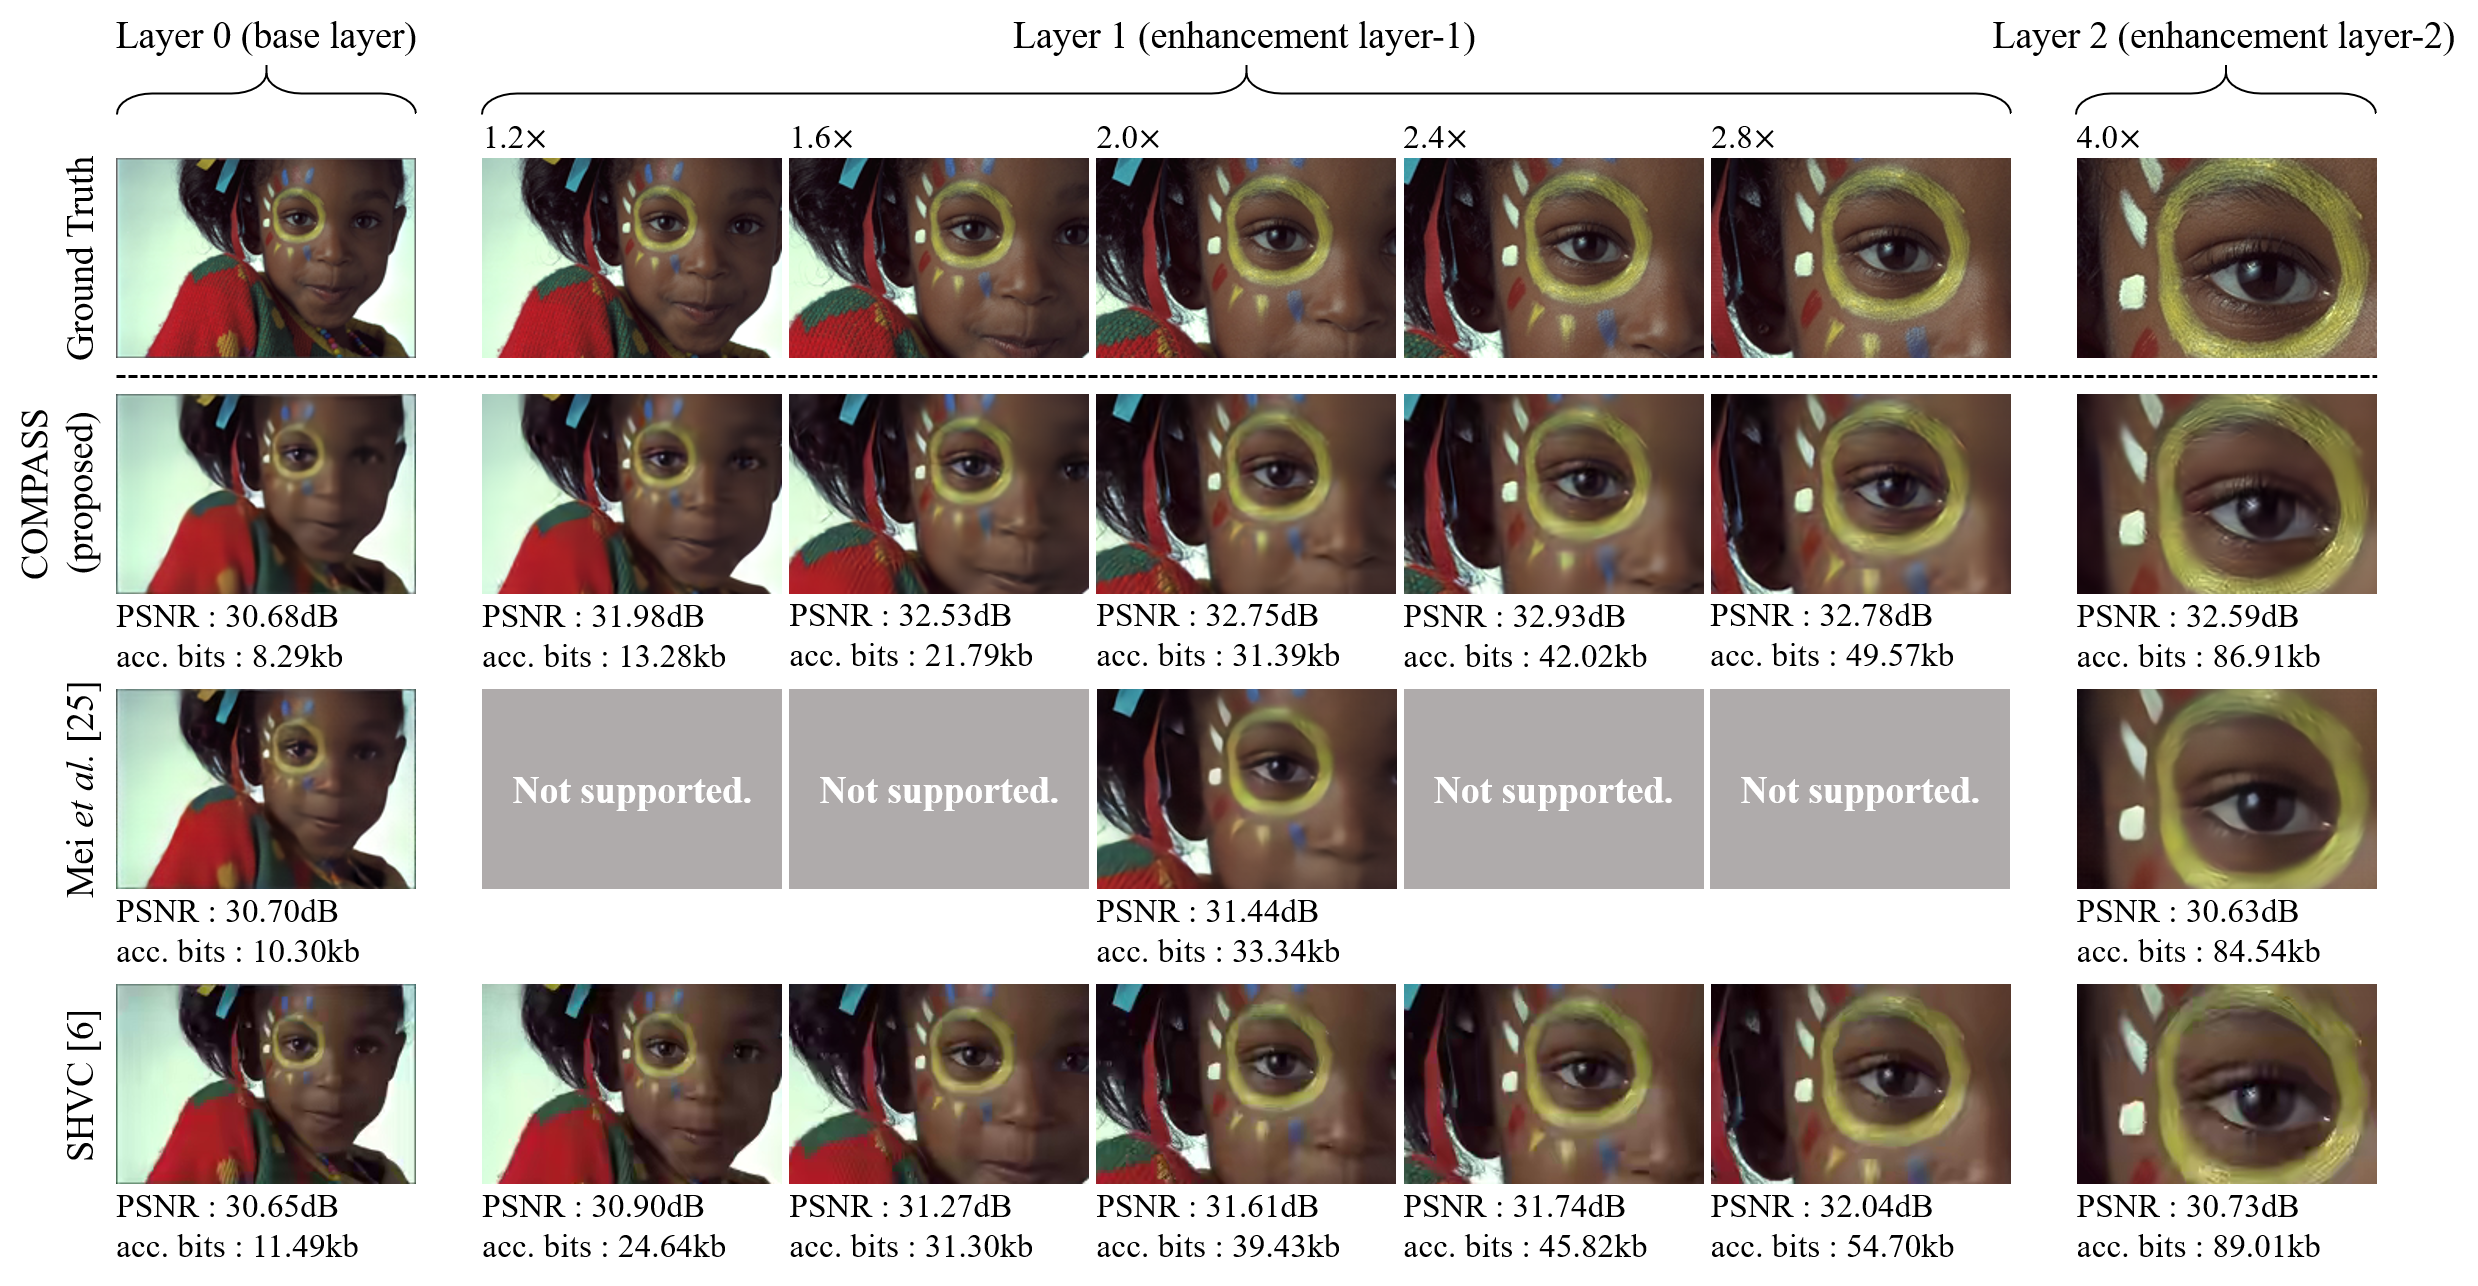 Layer 0 (base layer)
Layer 1 (enhancement layer-1)
Layer 2 (enhancement layer-2)
1.2×
1.6×
2.0×
2.4×
2.8×
4.0×
Ground Truth
COMPASS
(proposed)
PSNR : 30.68dB
acc. bits : 8.29kb
PSNR : 31.98dB
acc. bits : 13.28kb
PSNR : 32.53dB
acc. bits : 21.79kb
PSNR : 32.75dB
acc. bits : 31.39kb
PSNR : 32.93dB
acc. bits : 42.02kb
PSNR : 32.78dB
acc. bits : 49.57kb
PSNR : 32.59dB
acc. bits : 86.91kb
Mei et al. [25]
Not supported.
Not supported.
Not supported.
Not supported.
PSNR : 30.70dB
acc. bits : 10.30kb
PSNR : 31.44dB
acc. bits : 33.34kb
PSNR : 30.63dB
acc. bits : 84.54kb
SHVC [6]
PSNR : 30.65dB
acc. bits : 11.49kb
PSNR : 30.90dB
acc. bits : 24.64kb
PSNR : 31.27dB
acc. bits : 31.30kb
PSNR : 31.61dB
acc. bits : 39.43kb
PSNR : 31.74dB
acc. bits : 45.82kb
PSNR : 32.04dB
acc. bits : 54.70kb
PSNR : 30.73dB
acc. bits : 89.01kb